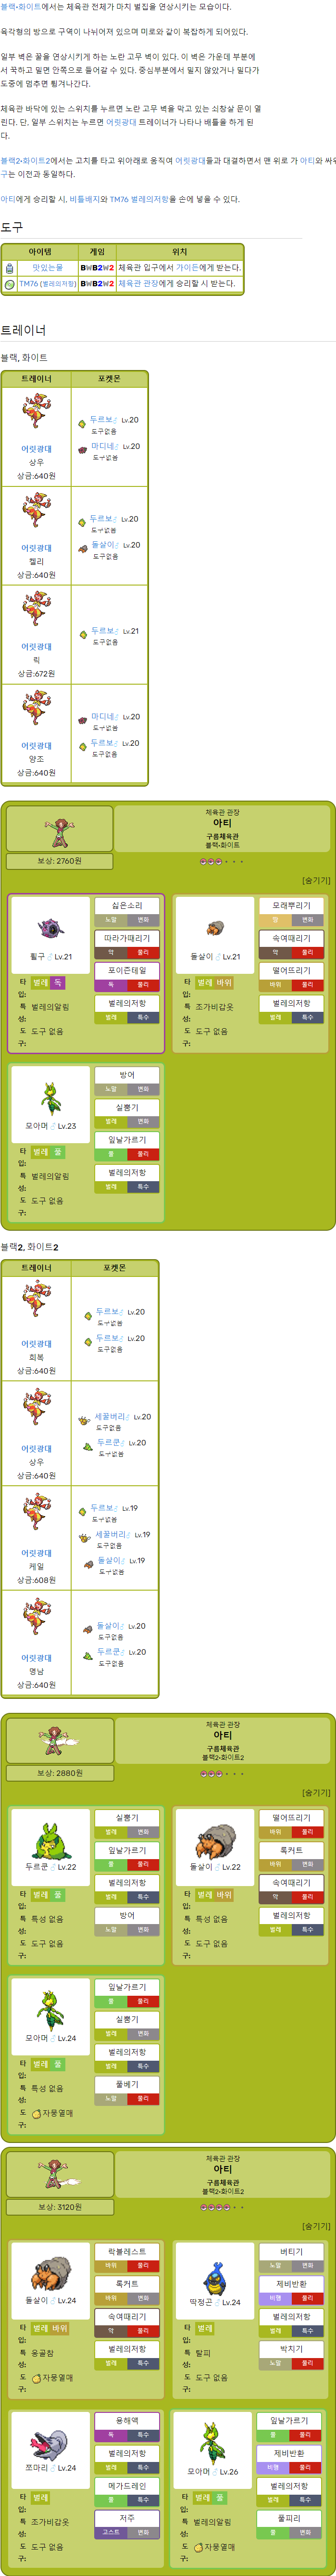 블랙·화이트에서는 체육관 전체가 마치 벌집을 연상시키는 모습이다.
육각형의 방으로 구역이 나뉘어져 있으며 미로와 같이 복잡하게 되어있다.
일부 벽은 꿀을 연상시키게 하는 노란 고무 벽이 있다. 이 벽은 가운데 부분에
서 꾹하고 밀면 안쪽으로 들어갈 수 있다. 중심부분에서 밀지 않았거나 밀다가
도중에 멈추면 튕겨나간다.
체육관 바닥에 있는 스위치를 누르면 노란 고무 벽을 막고 있는 쇠창살 문이 열
린다. 단, 일부 스위치는 누르면 어릿광대 트레이너가 나타나 배틀을 하게 된
다.
블랙2·화이트2에서는 고치를 타고 위아래로 움직여 어릿광대들과 대결하면서 맨 위로 가 아티와 싸
구는 이전과 동일하다.
아티에게 승리할 시, 비틀배지와 TM76 벌레의저항을 손에 넣을 수 있다.
도구
아이템 게임 위치
맛있는물 BWB2W2 체육관 입구에서 가이든에게 받는다.
TM76 (벌레의저항) BWB2W2 체육관 관장에게 승리할 시 받는다.
트레이너
블랙, 화이트
트레이너 포켓몬
어릿광대
상우
상금:640원
두르보♂ Lv.20
도구없음
마디네♂ Lv.20
도구없음
어릿광대
켈리
상금:640원
두르보♂ Lv.20
도구없음
돌살이♂ Lv.20
도구없음
어릿광대
릭
상금:672원
두르보♂ Lv.21
도구없음
어릿광대
양조
상금:640원
마디네♂ Lv.20
도구없음
두르보♂ Lv.20
도구없음
체육관 관장
아티
구름체육관
블랙·화이트
보상: 2760원
[숨기기]
휠구♂ Lv.21
타입: 벌레 독
특성: 벌레의알림
도구: 도구 없음
싫은소리
노말 변화
따라가때리기
악 물리
포이즌테일
독 물리
벌레의저항
벌레 특수
돌살이♂ Lv.21
타입: 벌레 바위
특성: 조가비갑옷
도구: 도구 없음
모래뿌리기
땅 변화
속여때리기
악 물리
떨어뜨리기
바위 물리
벌레의저항
벌레 특수
모아머♂ Lv.23
타입: 벌레 풀
특성: 벌레의알림
도구: 도구 없음
방어
노말 변화
실뿜기
벌레 변화
잎날가르기
풀 물리
벌레의저항
벌레 특수
블랙2, 화이트2
트레이너 포켓몬
어릿광대
희복
상금:640원
두르보♂ Lv.20
도구없음
두르보♂ Lv.20
도구없음
어릿광대
상우
상금:640원
세꿀버리♂ Lv.20
도구없음
두르쿤♂ Lv.20
도구없음
어릿광대
케일
상금:608원
두르보♂ Lv.19
도구없음
세꿀버리♂ Lv.19
도구없음
돌살이♂ Lv.19
도구없음
어릿광대
명남
상금:640원
돌살이♂ Lv.20
도구없음
두르쿤♂ Lv.20
도구없음
체육관 관장
아티
구름체육관
블랙2·화이트2
보상: 2880원
[숨기기]
두르쿤♂ Lv.22
타입: 벌레 풀
특성: 특성 없음
도구: 도구 없음
실뿜기
벌레 변화
잎날가르기
풀 물리
벌레의저항
벌레 특수
방어
노말 변화
돌살이♂ Lv.22
타입: 벌레 바위
특성: 특성 없음
도구: 도구 없음
떨어뜨리기
바위 물리
록커트
바위 변화
속여때리기
악 물리
벌레의저항
벌레 특수
모아머♂ Lv.24
타입: 벌레 풀
특성: 특성 없음
도구: 자뭉열매
잎날가르기
풀 물리
실뿜기
벌레 변화
벌레의저항
벌레 특수
풀베기
노말 물리
체육관 관장
아티
구름체육관
블랙2·화이트2
보상: 3120원
[숨기기]
돌살이♂ Lv.24
타입: 벌레 바위
특성: 옹골참
도구: 자뭉열매
락블레스트
바위 물리
록커트
바위 변화
속여때리기
악 물리
벌레의저항
벌레 특수
딱정곤♂ Lv.24
타입: 벌레
특성: 탈피
도구: 도구 없음
버티기
노말 변화
제비반환
비행 물리
벌레의저항
벌레 특수
박치기
노말 물리
쪼마리♂ Lv.24
타입: 벌레
특성: 조가비갑옷
도구: 도구 없음
용해액
독 특수
벌레의저항
벌레 특수
메가드레인
풀 특수
저주
고스트 변화
모아머♂ Lv.26
타입: 벌레 풀
특성: 벌레의알림
도구: 자뭉열매
잎날가르기
풀 물리
제비반환
비행 물리
벌레의저항
벌레 특수
풀피리
풀 변화